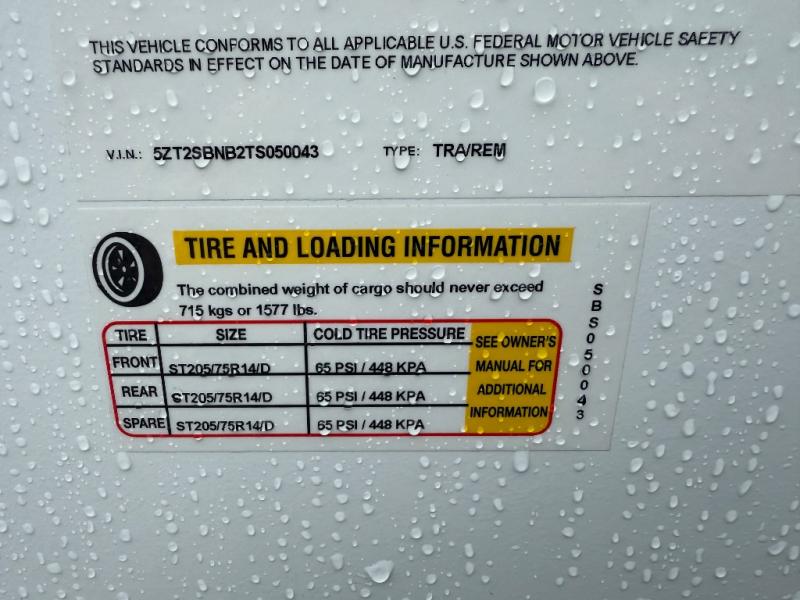 THIS VEHICLE CONFORMS TO ALL APPLICABLE U.S. FEDERAL MOTOR VEHICLE SAFETY
STANDARDS IN EFFECT ON THE DATE OF MANUFACTURE SHOWN ABOVE.
V.I.N.: 5ZT2SBNB2TS050043 TYPE: TRA/REM
TIRE AND LOADING INFORMATION
The combined weight of cargo should never exceed
715 kgs or 1577 lbs.
TIRE SIZE COLD TIRE PRESSURE
FRONT ST205/75R14/D 65 PSI / 448 KPA
REAR ST205/75R14/D 65 PSI / 448 KPA
SPARE ST205/75R14/D 65 PSI / 448 KPA
SEE OWNER'S
MANUAL FOR
ADDITIONAL
INFORMATION
SBS050043